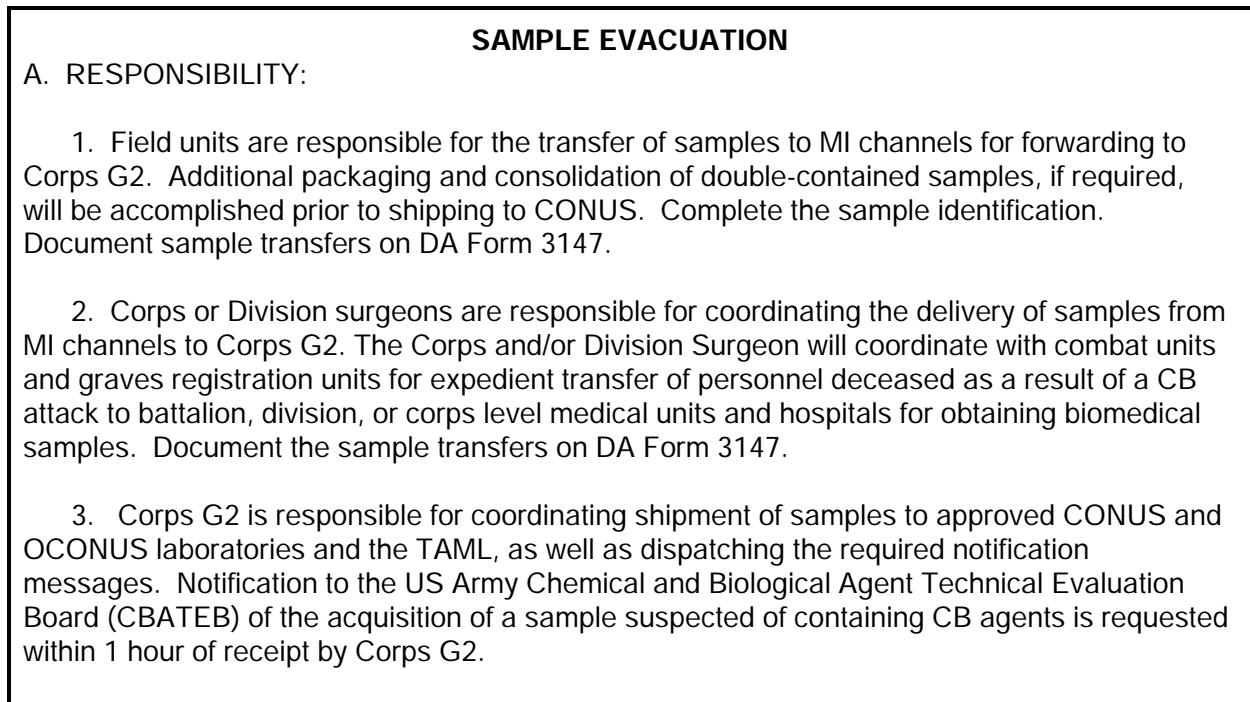 SAMPLE EVACUATION
A. RESPONSIBILITY:
1. Field units are responsible for the transfer of samples to MI channels for forwarding to
Corps G2. Additional packaging and consolidation of double-contained samples, if required,
will be accomplished prior to shipping to CONUS. Complete the sample identification.
Document sample transfers on DA Form 3147.
2. Corps or Division surgeons are responsible for coordinating the delivery of samples from
MI channels to Corps G2. The Corps and/or Division Surgeon will coordinate with combat units
and graves registration units for expedient transfer of personnel deceased as a result of a CB
attack to battalion, division, or corps level medical units and hospitals for obtaining biomedical
samples. Document the sample transfers on DA Form 3147.
3. Corps G2 is responsible for coordinating shipment of samples to approved CONUS and
OCONUS laboratories and the TAML, as well as dispatching the required notification
messages. Notification to the US Army Chemical and Biological Agent Technical Evaluation
Board (CBATEB) of the acquisition of a sample suspected of containing CB agents is requested
within 1 hour of receipt by Corps G2.